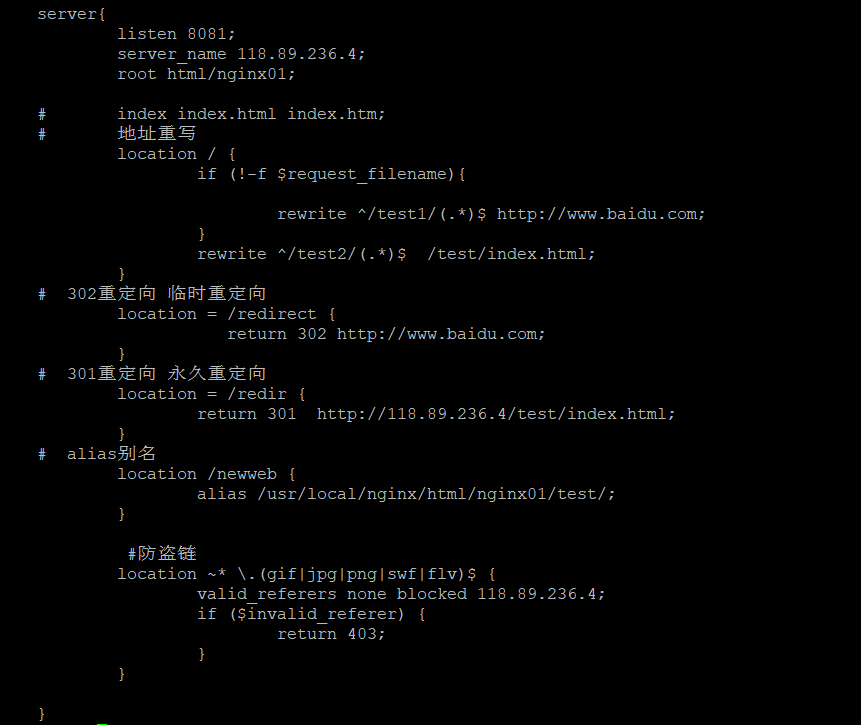 server{
listen 8081;
server_name 118.89.236.4;
root html/nginx01;
# index index.html index.htm;
# 地址重写
location / {
if (!-f $request_filename){
rewrite ^/test1/(.*)$ http://www.baidu.com;
}
rewrite ^/test2/(.*)$  /test/index.html;
}
# 302重定向 临时重定向
location = /redirect {
return 302 http://www.baidu.com;
}
# 301重定向 永久重定向
location = /redir {
return 301  http://118.89.236.4/test/index.html;
}
# alias别名
location /newweb {
alias /usr/local/nginx/html/nginx01/test/;
}
#防盗链
location ~* \.(gif|jpg|png|swf|flv)$ {
valid_referers none blocked 118.89.236.4;
if ($invalid_referer) {
return 403;
}
}
}